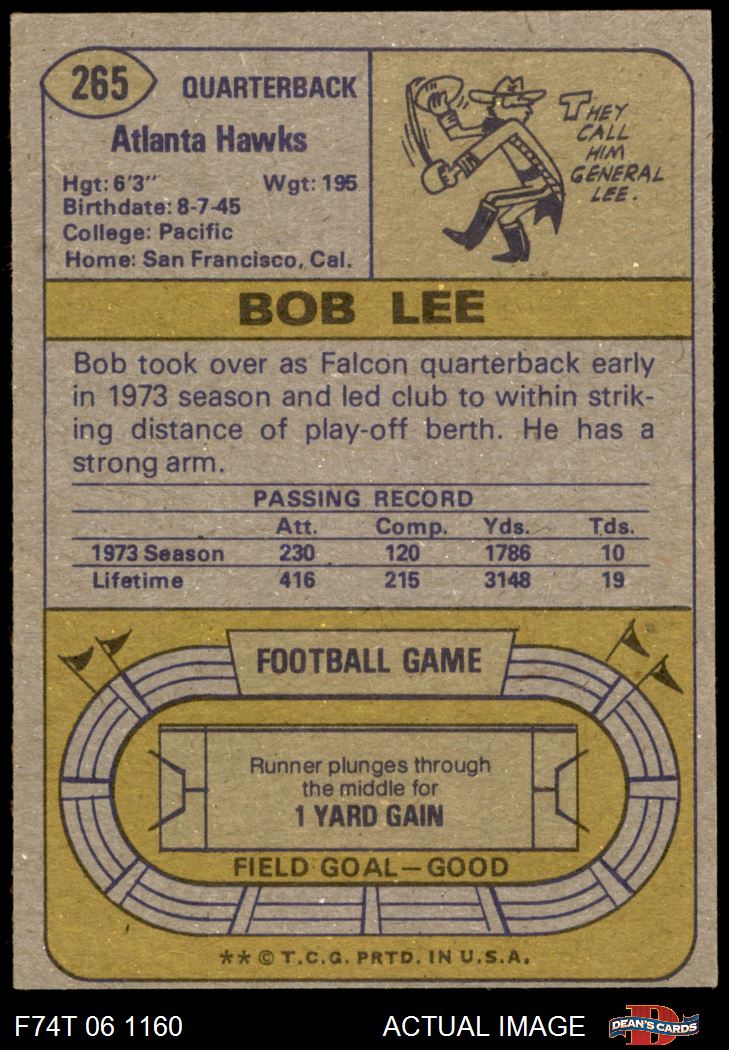 265
QUARTERBACK
Atlanta Hawks
Hgt: 6'3" Wgt: 195
Birthdate: 8-7-45
College: Pacific
Home: San Francisco, Cal.
THEY
CALL
HIM
GENERAL
LEE.
BOB LEE
Bob took over as Falcon quarterback early
in 1973 season and led club to within strik-
ing distance of play-off berth. He has a
strong arm.
PASSING RECORD
Att. Comp. Yds. Tds.
1973 Season 230 120 1786 10
Lifetime 416 215 3148 19
FOOTBALL GAME
Runner plunges through
the middle for
1 YARD GAIN
FIELD GOAL—GOOD
** © T.C.G. PRTD. IN U.S.A.
F74T 06 1160 ACTUAL IMAGE
D
DEAN'S CARDS